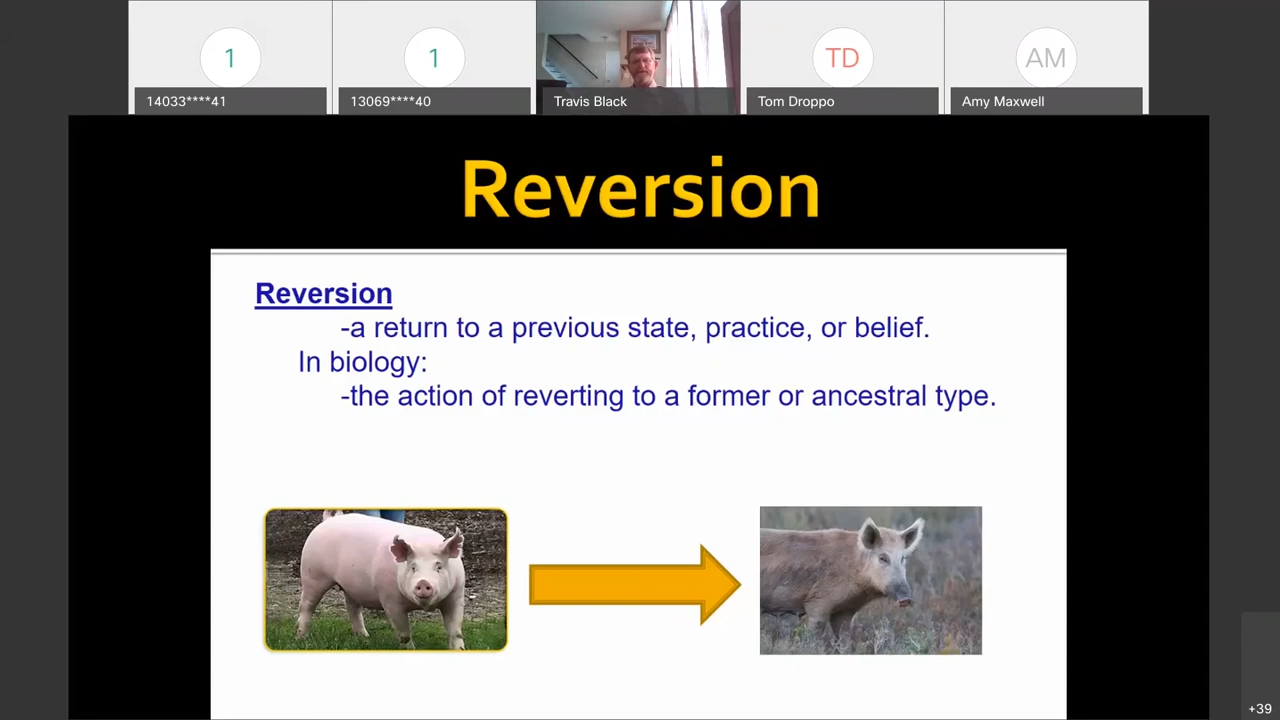 1
1
TD
AM
14033****41
13069****40
Travis Black
Tom Droppo
Amy Maxwell
Reversion
Reversion
-a return to a previous state, practice, or belief.
In biology:
-the action of reverting to a former or ancestral type.
+39